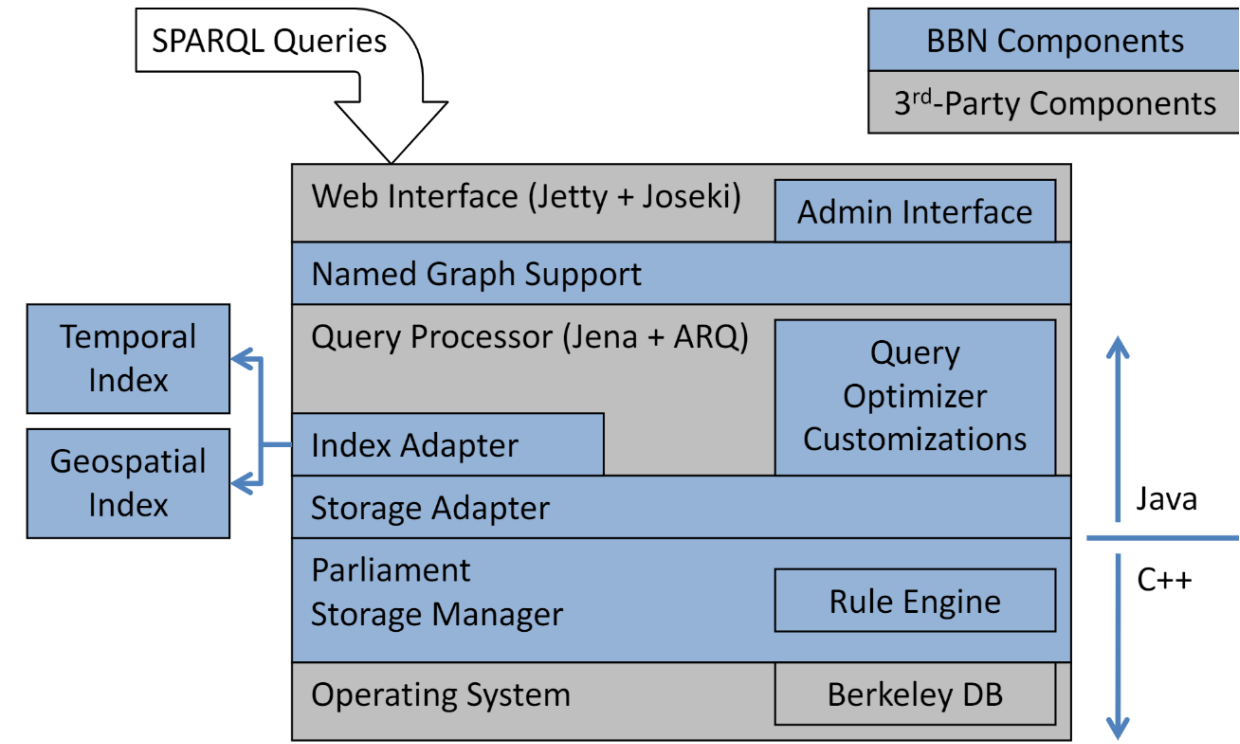 SPARQL Queries
BBN Components
3rd-Party Components
Web Interface (Jetty + Joseki)
Admin Interface
Named Graph Support
Temporal
Index
Query Processor (Jena + ARQ)
Query
Optimizer
Customizations
Geospatial
Index
Index Adapter
Storage Adapter
Java
C++
Parliament
Storage Manager
Rule Engine
Operating System
Berkeley DB